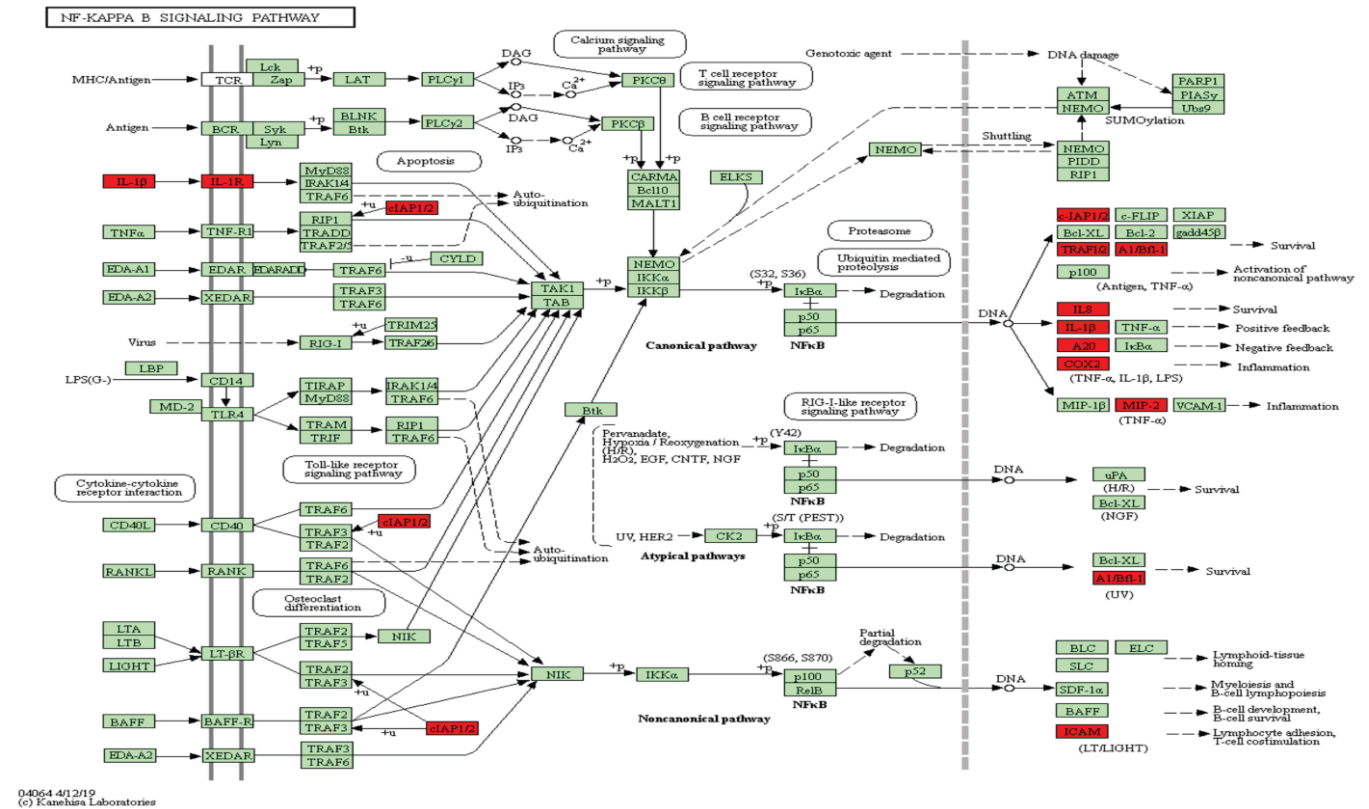 NF-KAPPA B SIGNALING PATHWAY
Calcium signaling
pathway
DAG
Genotoxic agent
DNA damage
MHC/Antigen
TCR
Lck
Zap
+p
LAT
PLCγ1
IP3
Ca2+
PKCθ
T cell receptor
signaling pathway
ATM
NEMO
PARP1
PIASy
Ubs9
SUMOylation
Antigen
BCR
Syk
Lyn
+p
BLNK
Btk
PLCγ2
DAG
IP3
Ca2+
PKCβ
B cell receptor
signaling pathway
Shuttling
NEMO
NEMO
PIDD
RIP1
Apoptosis
+p
+p
CARMA
Bcl10
MALT1
ELKS
IL-1β
IL-1R
MyD88
IRAK1/4
TRAF6
Auto-
ubiquitination
TNFα
TNF-R1
RIP1
TRADD
TRAF2/5
+u
cIAP1/2
Proteasome
Ubiquitin mediated
proteolysis
c-IAP1/2
c-FLIP
XIAP
Bcl-XL
Bcl-2
gadd45β
TRAF1/2
A1/Bfl-1
Survival
p100
Activation of
noncanonical pathway
(Antigen, TNF-α)
EDA-A1
EDAR
EDARADD
TRAF6
-u
CYLD
EDA-A2
XEDAR
TRAF3
TRAF6
TAK1
TAB
+p
NEMO
IKKα
IKKβ
(S32, S36)
+p
IκBα
Degradation
+
p50
p65
NFκB
Canonical pathway
DNA
IL8
Survival
IL-1β
TNF-α
Positive feedback
A20
IκBα
Negative feedback
COX2
Inflammation
(TNF-α, IL-1β, LPS)
Virus
RIG-I
+u
TRIM25
TRAF2/6
LPS(G-)
LBP
CD14
MD-2
TLR4
TIRAP
MyD88
IRAK1/4
TRAF6
TRAM
TRIF
RIP1
TRAF6
Btk
RIG-I-like receptor
signaling pathway
MIP-1β
MIP-2
VCAM-1
Inflammation
(TNF-α)
Pervanadate,
Hypoxia / Reoxygenation
(H/R)
H2O2, EGF, CNTF, NGF
(Y42)
+p
IκBα
Degradation
+
p50
p65
NFκB
DNA
uPA
(H/R)
Bcl-XL
(NGF)
Survival
Toll-like receptor
signaling pathway
Cytokine-cytokine
receptor interaction
CD40L
CD40
TRAF6
TRAF3
TRAF2
+u
cIAP1/2
UV, HER2
CK2
+p
(S/T (PEST))
IκBα
Degradation
+
p50
p65
NFκB
Atypical pathways
DNA
Bcl-XL
A1/Bfl-1
(UV)
Survival
Auto-
ubiquitination
RANKL
RANK
TRAF6
TRAF2
Osteoclast
differentiation
LTA
LTB
LIGHT
LT-βR
TRAF2
TRAF5
NIK
TRAF2
TRAF3
+u
NIK
+p
IKKα
+p
(S866, S870)
p100
RelB
NFκB
Partial
degradation
p52
Noncanonical pathway
DNA
BLC
ELC
SLC
Lymphoid-tissue
homing
SDF-1α
Myeloiesis and
B-cell lymphopoiesis
BAFF
B-cell development,
B-cell survival
ICAM
Lymphocyte adhesion,
T-cell costimulation
(LT/LIGHT)
BAFF
BAFF-R
TRAF2
TRAF3
+u
cIAP1/2
EDA-A2
XEDAR
TRAF3
TRAF6
04064 4/12/19
(c) Kanehisa Laboratories